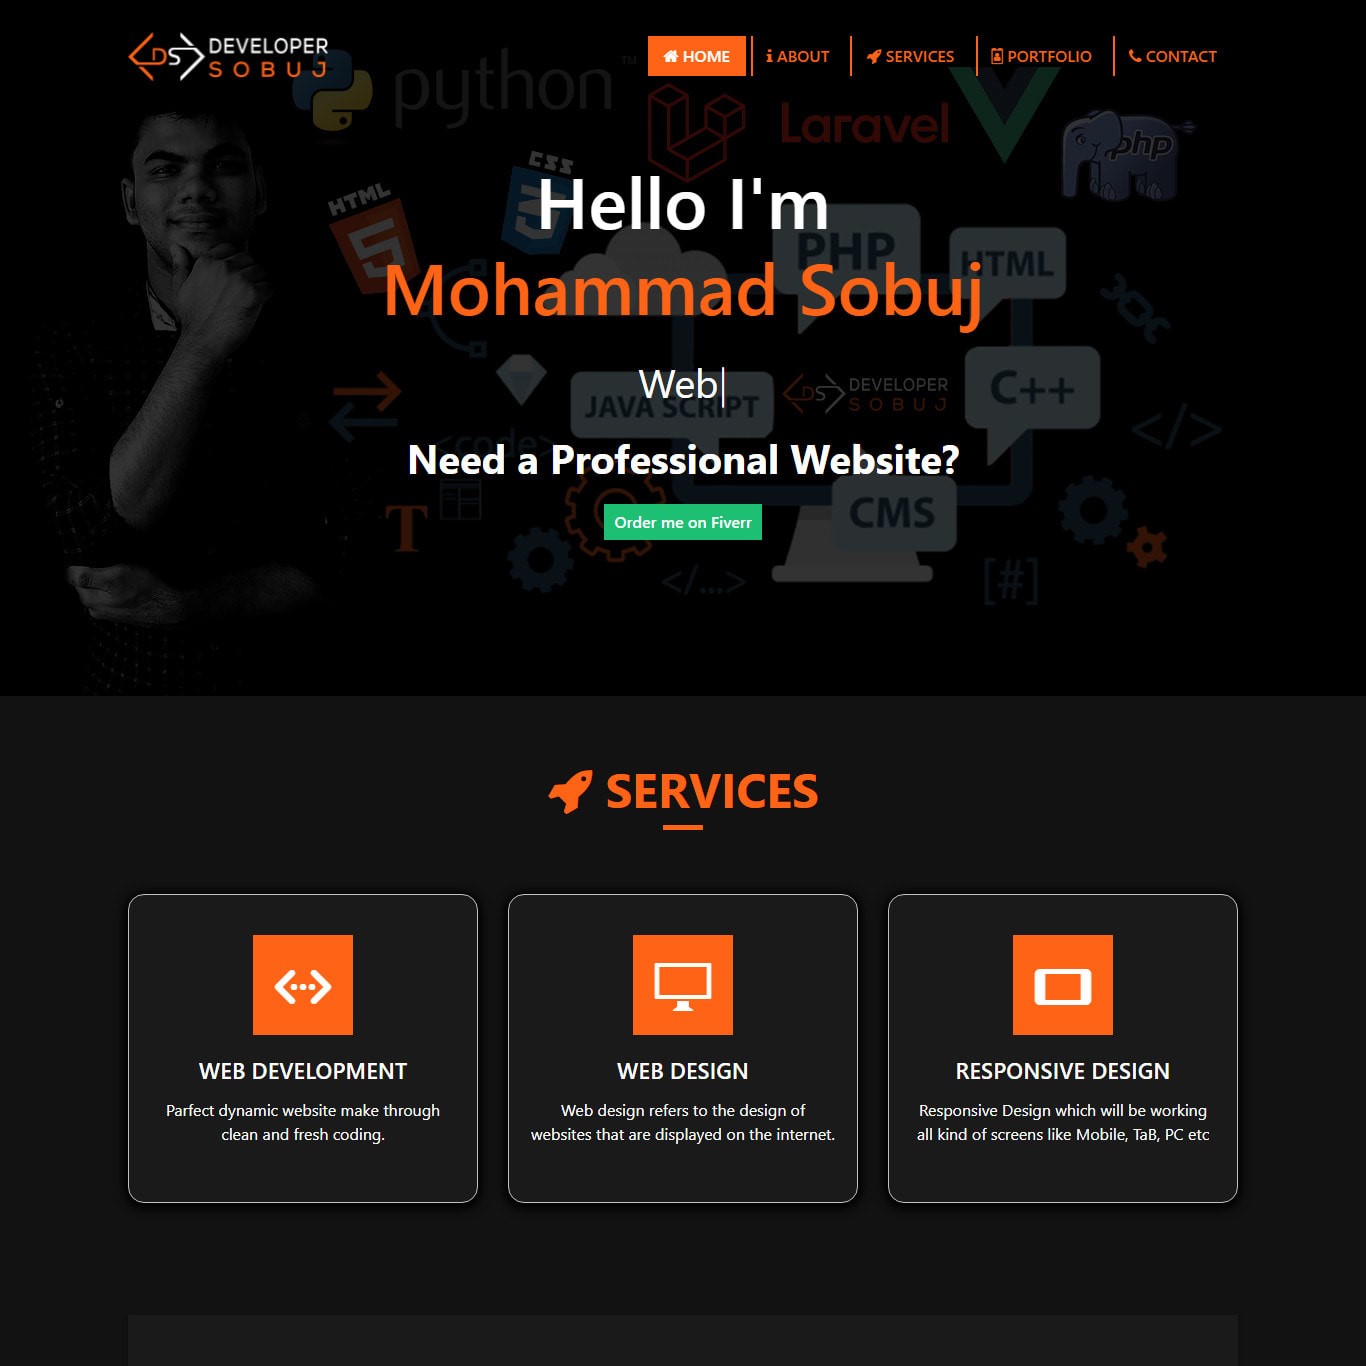 DEVELOPER
SOBUJ
HOME
ABOUT
SERVICES
PORTFOLIO
CONTACT
python
TM
Laravel
php
CSS
HTML
Hello I'm
PHP
HTML
Mohammad Sobuj
Web
JAVA SCRIPT
DEVELOPER
SOBUJ
C++
</>
<code>
Need a Professional Website?
T
CMS
Order me on Fiverr
</...>
[#]
SERVICES
WEB DEVELOPMENT
Parfect dynamic website make through
clean and fresh coding.
WEB DESIGN
Web design refers to the design of
websites that are displayed on the internet.
RESPONSIVE DESIGN
Responsive Design which will be working
all kind of screens like Mobile, TaB, PC etc